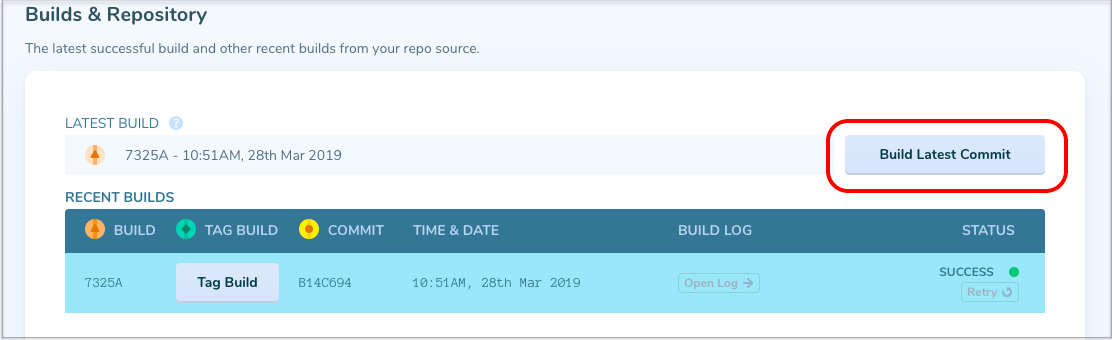 Builds & Repository
The latest successful build and other recent builds from your repo source.
LATEST BUILD ?
7325A - 10:51AM, 28th Mar 2019
Build Latest Commit
RECENT BUILDS
BUILD TAG BUILD COMMIT TIME & DATE BUILD LOG STATUS
7325A Tag Build B14C694 10:51AM, 28th Mar 2019 Open Log SUCCESS
Retry